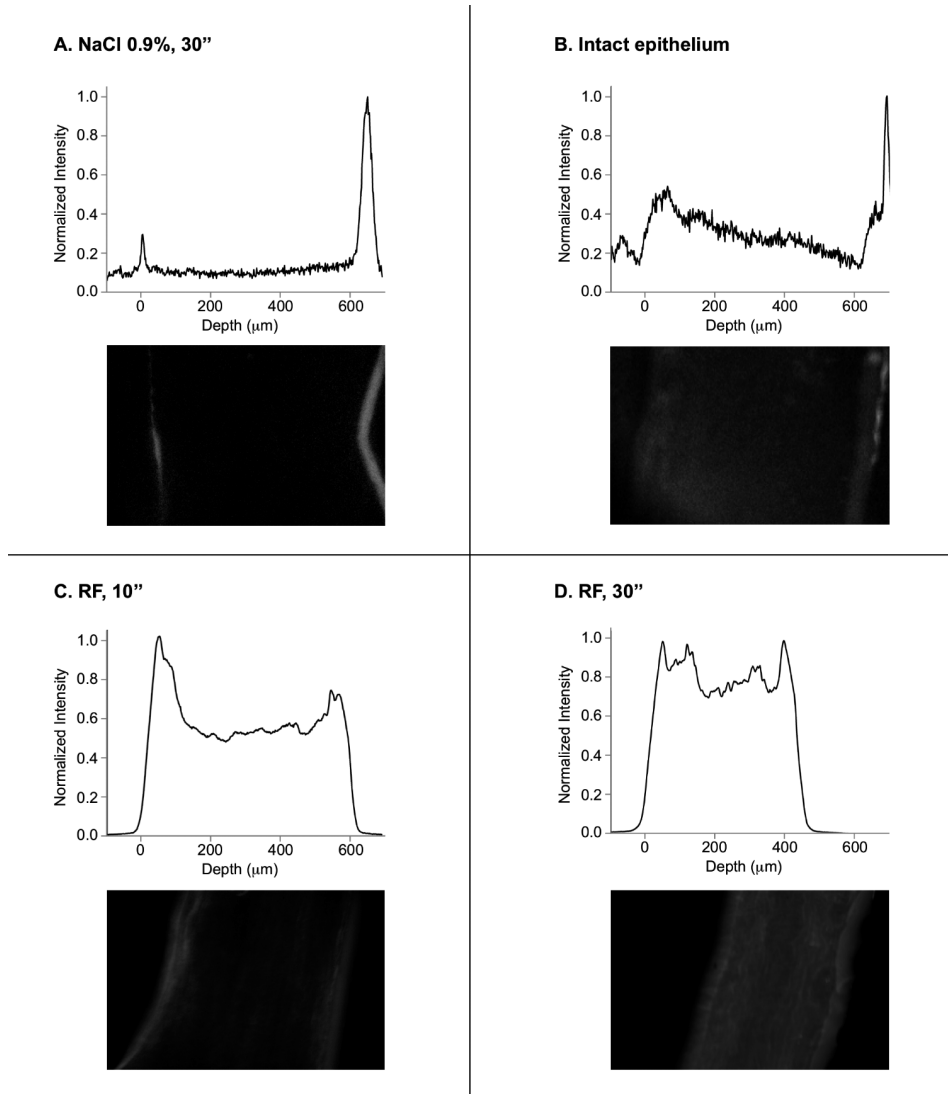 A. NaCl 0.9%, 30”
Normalized Intensity
1.0
0.8
0.6
0.4
0.2
0.0
0 200 400 600
Depth (μm)
B. Intact epithelium
Normalized Intensity
1.0
0.8
0.6
0.4
0.2
0.0
0 200 400 600
Depth (μm)
C. RF, 10”
Normalized Intensity
1.0
0.8
0.6
0.4
0.2
0.0
0 200 400 600
Depth (μm)
D. RF, 30”
Normalized Intensity
1.0
0.8
0.6
0.4
0.2
0.0
0 200 400 600
Depth (μm)